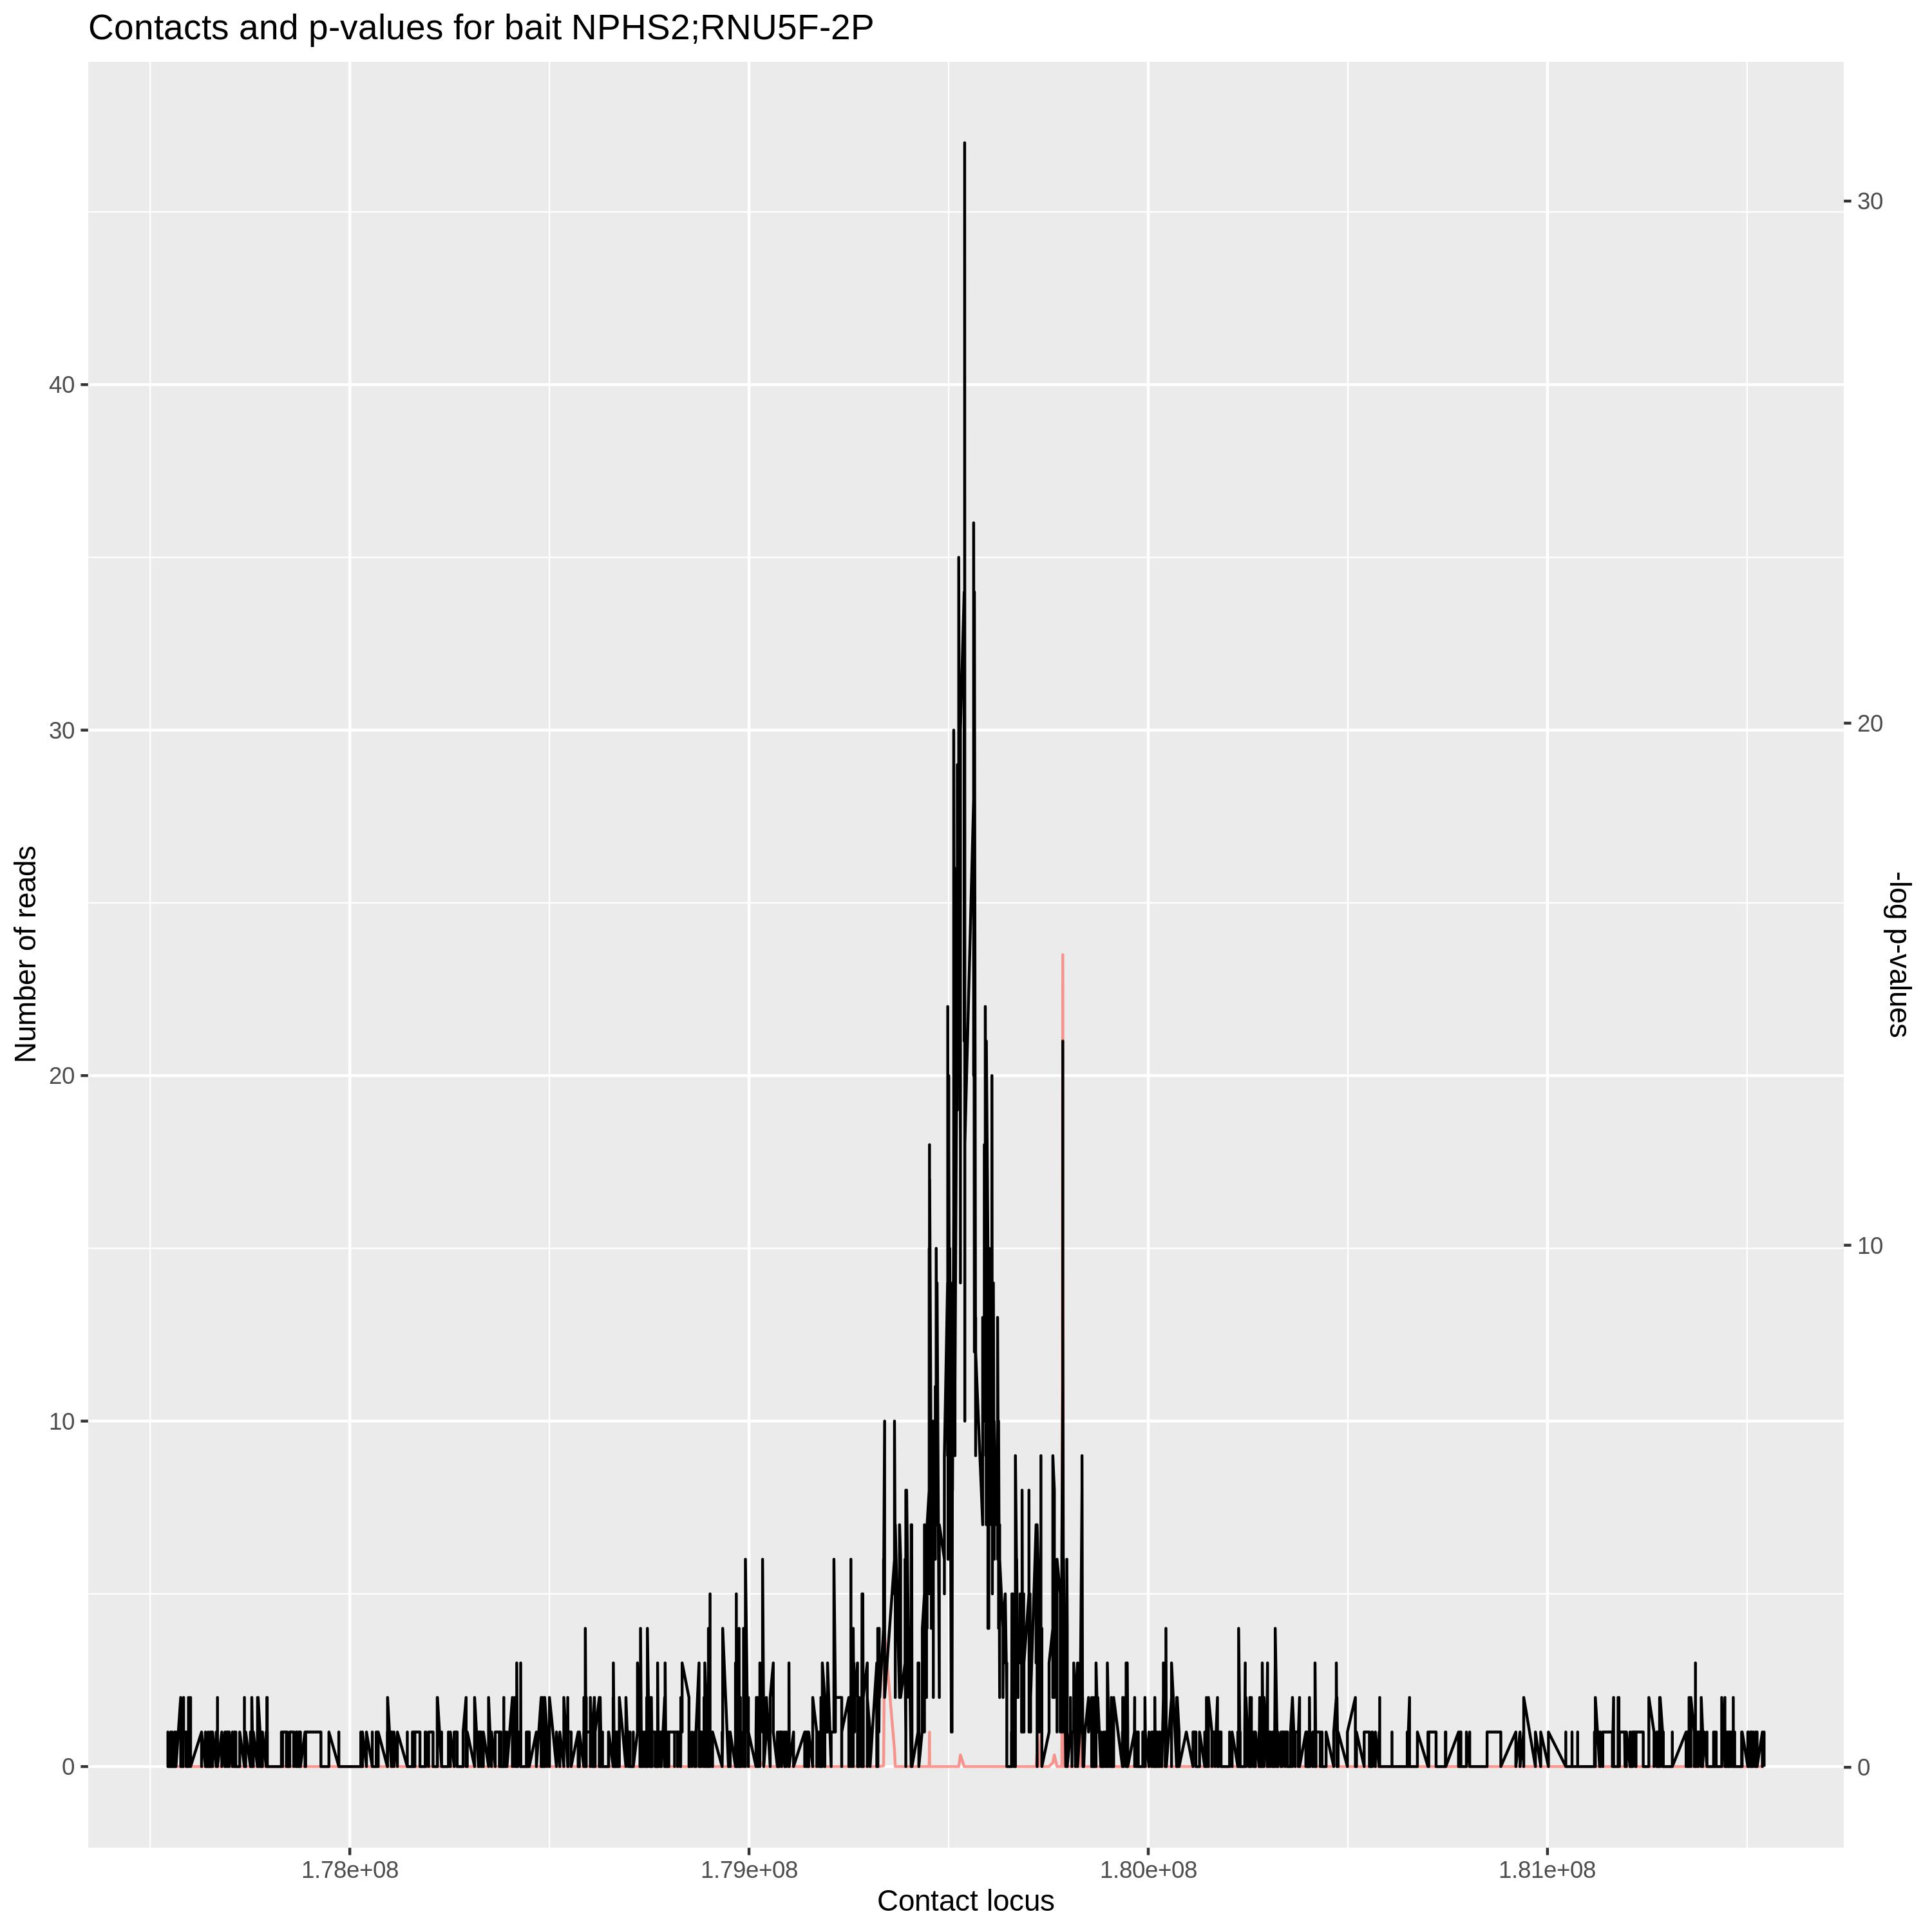 Contacts and p-values for bait NPHS2;RNU5F-2P
Number of reads
40
30
20
10
0
30
20
10
0
-log p-values
1.78e+08 1.79e+08 1.80e+08 1.81e+08
Contact locus